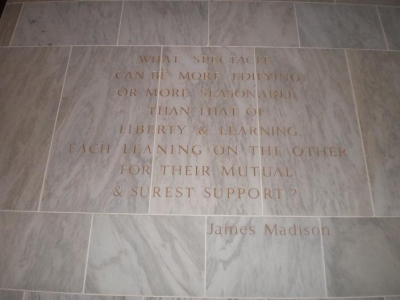 WHAT SPECTACLE
CAN BE MORE EDIFYING
OR MORE SEASONABLE,
THAN THAT OF
LIBERTY & LEARNING,
EACH LEANING ON THE OTHER
FOR THEIR MUTUAL
& SUREST SUPPORT?
James Madison